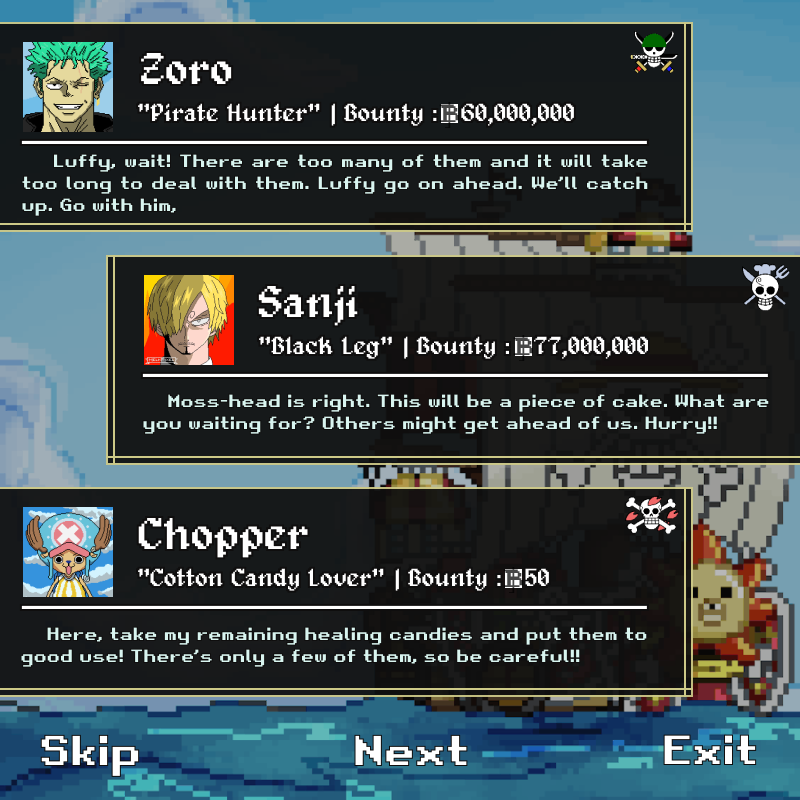 Zoro
"Pirate Hunter" | Bounty :฿60,000,000
Luffy, wait! There are too many of them and it will take
too long to deal with them. Luffy go on ahead. We'll catch
up. Go with him,
Sanji
"Black Leg" | Bounty :฿77,000,000
Moss-head is right. This will be a piece of cake. What are
you waiting for? Others might get ahead of us. Hurry!!
Chopper
"Cotton Candy Lover" | Bounty :฿50
Here, take my remaining healing candies and put them to
good use! There's only a few of them, so be careful!!
Skip Next Exit